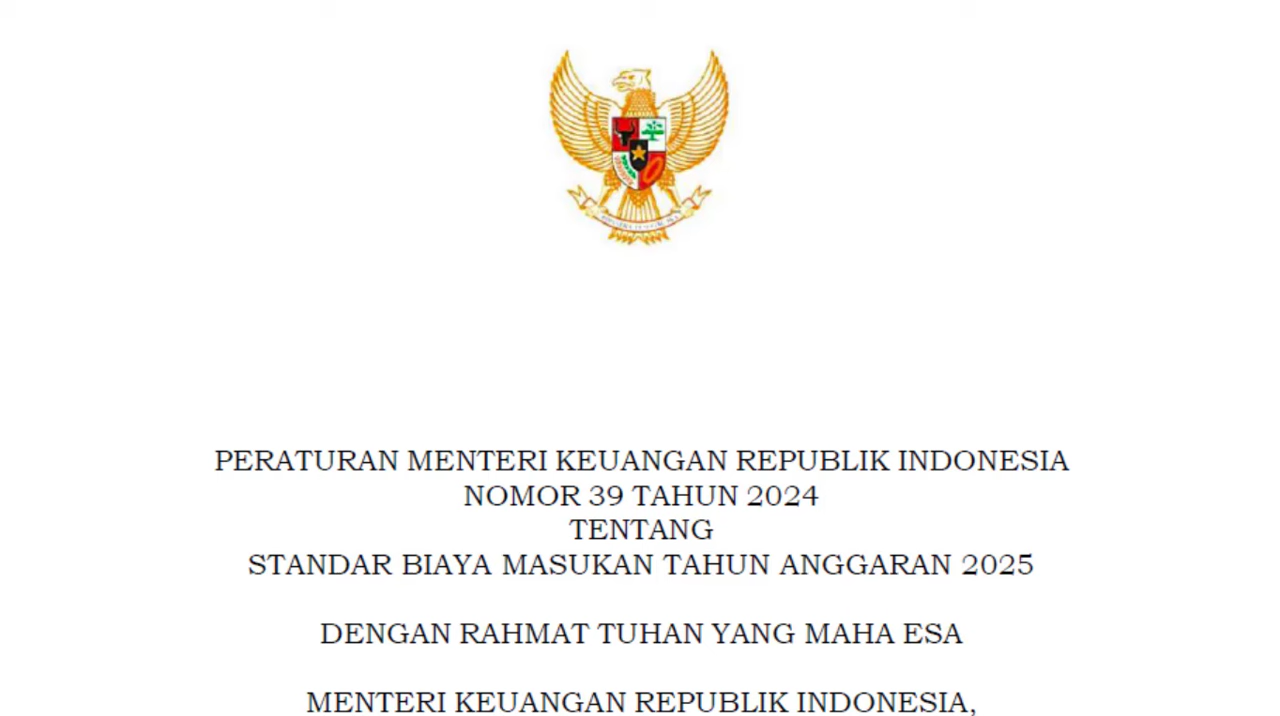 PERATURAN MENTERI KEUANGAN REPUBLIK INDONESIA
NOMOR 39 TAHUN 2024
TENTANG
STANDAR BIAYA MASUKAN TAHUN ANGGARAN 2025
DENGAN RAHMAT TUHAN YANG MAHA ESA
MENTERI KEUANGAN REPUBLIK INDONESIA,